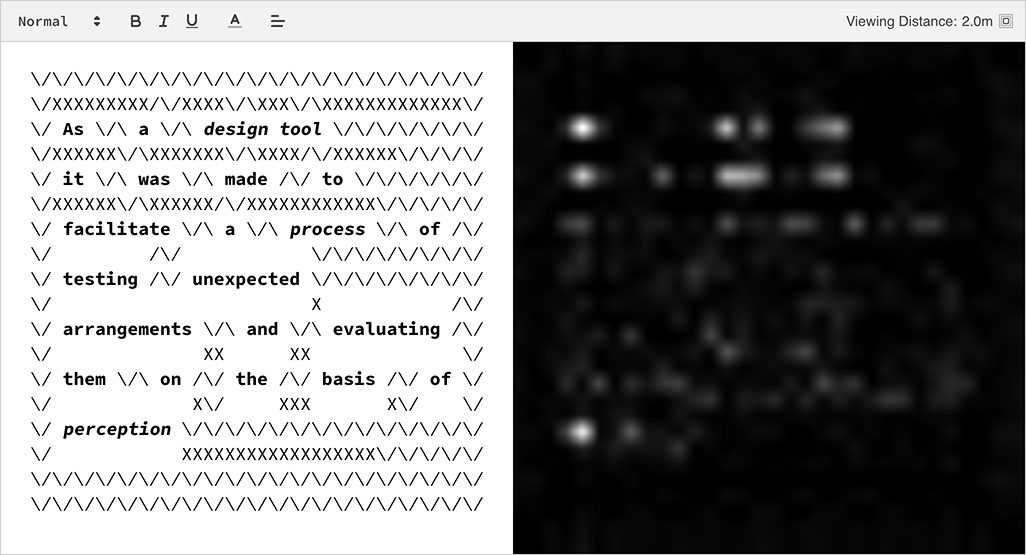 Normal B I U A
Viewing Distance: 2.0m
\/\/\/\/\/\/\/\/\/\/\/\/\/\/\/\/\/\/\/\/\/
\/XXXXXXXXX/\/XXXX\/\XXX\/\XXXXXXXXXXXXX\/
\/ As \/\ a \/\ design tool \/\/\/\/\/\/\/
\/XXXXXX\/\XXXXXXX\/\XXXX/\/XXXXXX\/\/\/\/
\/ it \/\ was \/\ made /\/ to \/\/\/\/\/\/
\/XXXXXX\/\XXXXXX/\/XXXXXXXXXXXX\/\/\/\/\/
\/ facilitate \/\ a \/\ process \/\ of /\/
\/         /\/            \/\/\/\/\/\/\/\/
\/ testing /\/ unexpected \/\/\/\/\/\/\/\/
\/                        X            /\/
\/ arrangements \/\ and \/\ evaluating /\/
\/              XX      XX              \/
\/ them \/\ on /\/ the /\/ basis /\/ of \/
\/             X\/     XXX       X\/    \/
\/ perception \/\/\/\/\/\/\/\/\/\/\/\/\/\/
\/            XXXXXXXXXXXXXXXXXX\/\/\/\/\/
\/\/\/\/\/\/\/\/\/\/\/\/\/\/\/\/\/\/\/\/\/
\/\/\/\/\/\/\/\/\/\/\/\/\/\/\/\/\/\/\/\/\/